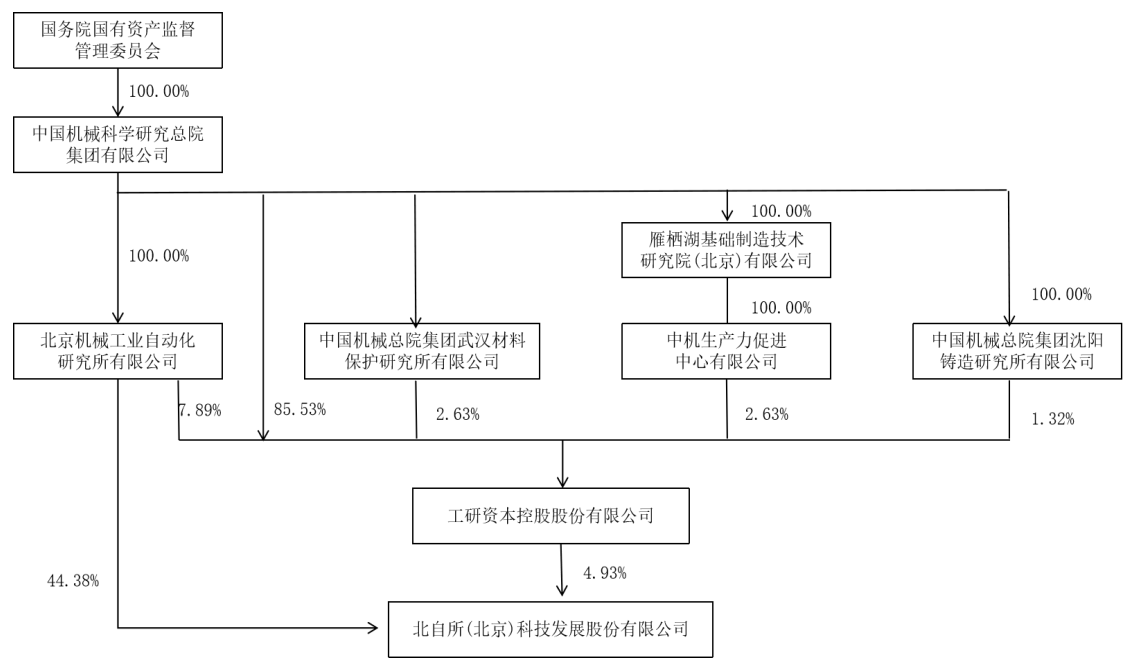 国务院国有资产监督
管理委员会
100.00%
中国机械科学研究总院
集团有限公司
100.00%
雁栖湖基础制造技术
研究院(北京)有限公司
100.00%
100.00%
100.00%
北京机械工业自动化
研究所有限公司
中国机械总院集团武汉材料
保护研究所有限公司
中机生产力促进
中心有限公司
中国机械总院集团沈阳
铸造研究所有限公司
7.89%
85.53%
2.63%
2.63%
1.32%
工研资本控股股份有限公司
44.38%
4.93%
北自所(北京)科技发展股份有限公司